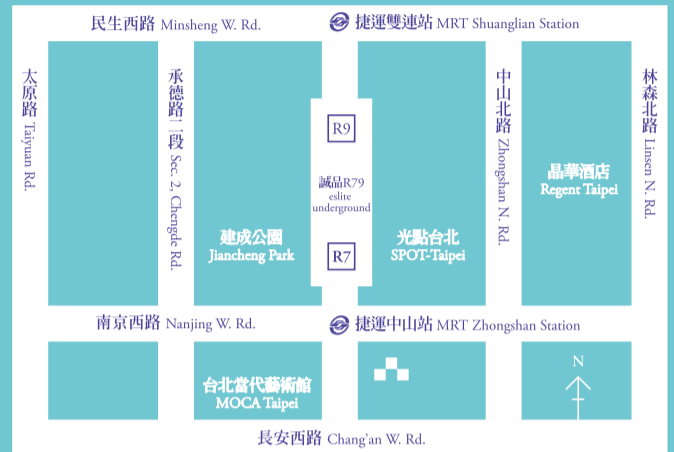 民生西路 Minsheng W. Rd.
捷運雙連站 MRT Shuanglian Station
太原路 Taiyuan Rd.
承德路二段 Sec. 2, Chengde Rd.
中山北路 Zhongshan N. Rd.
林森北路 Linsen N. Rd.
R9
誠品R79
eslite
underground
R7
晶華酒店
Regent Taipei
建成公園
Jiancheng Park
光點台北
SPOT-Taipei
南京西路 Nanjing W. Rd.
捷運中山站 MRT Zhongshan Station
台北當代藝術館
MOCA Taipei
N
長安西路 Chang'an W. Rd.